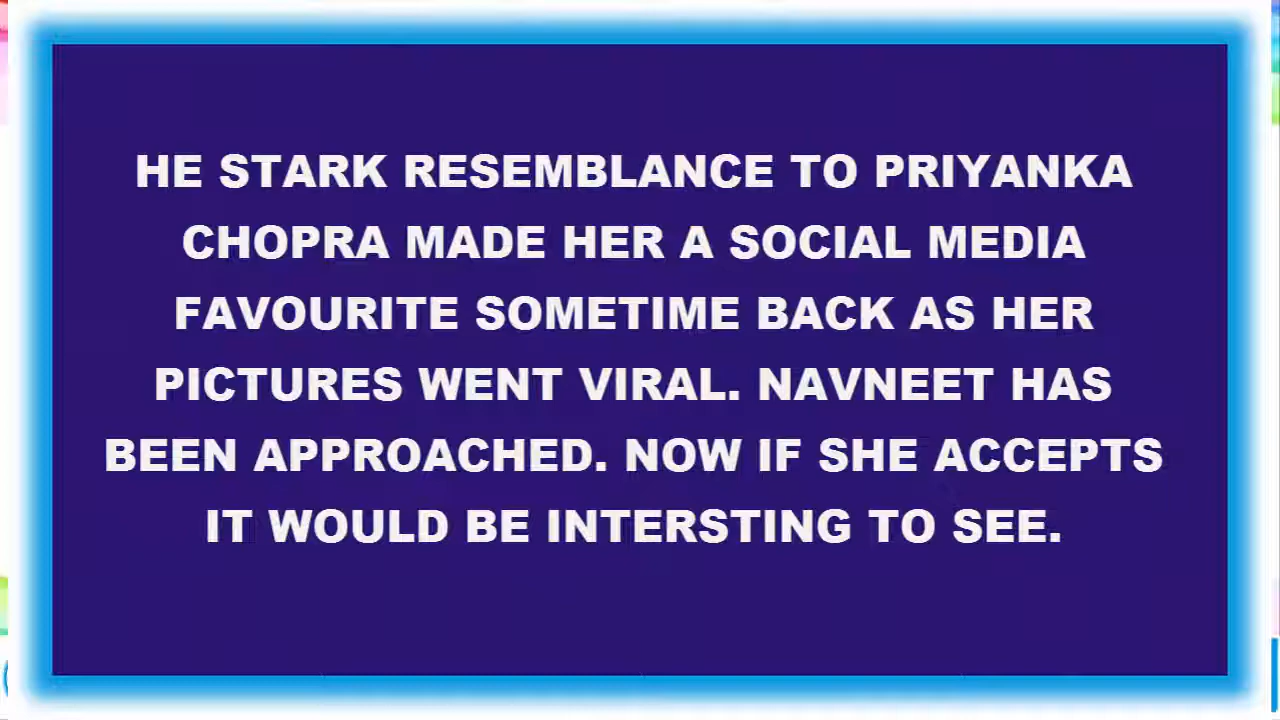 HE STARK RESEMBLANCE TO PRIYANKA
CHOPRA MADE HER A SOCIAL MEDIA
FAVOURITE SOMETIME BACK AS HER
PICTURES WENT VIRAL. NAVNEET HAS
BEEN APPROACHED. NOW IF SHE ACCEPTS
IT WOULD BE INTERSTING TO SEE.